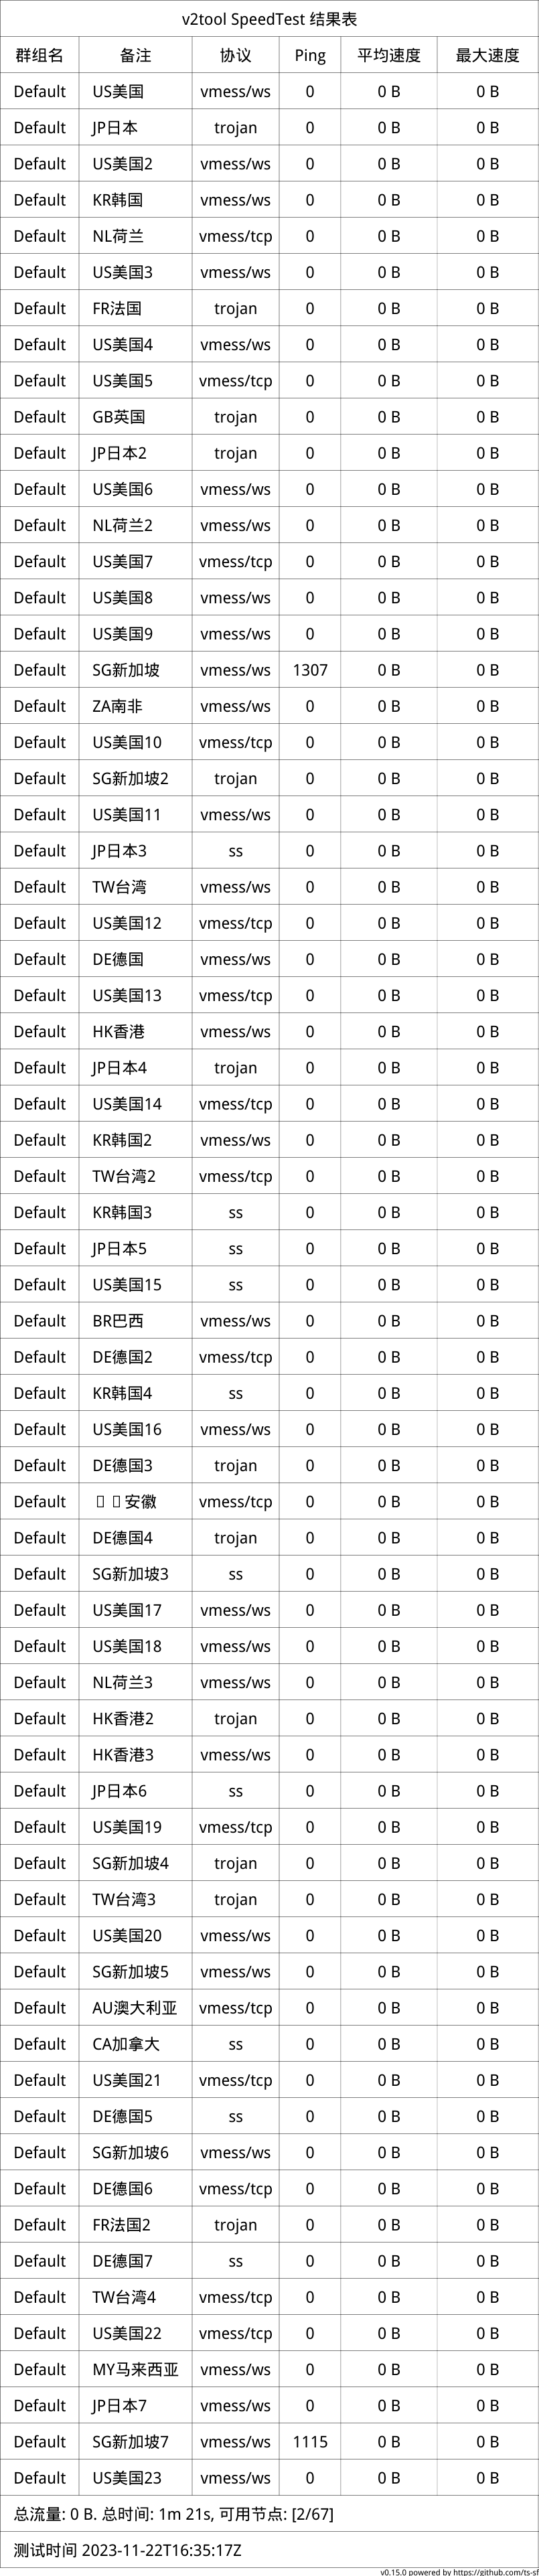 v2tool SpeedTest 结果表
群组名 备注 协议 Ping 平均速度 最大速度
Default US美国 vmess/ws 0 0 B 0 B
Default JP日本 trojan 0 0 B 0 B
Default US美国2 vmess/ws 0 0 B 0 B
Default KR韩国 vmess/ws 0 0 B 0 B
Default NL荷兰 vmess/tcp 0 0 B 0 B
Default US美国3 vmess/ws 0 0 B 0 B
Default FR法国 trojan 0 0 B 0 B
Default US美国4 vmess/ws 0 0 B 0 B
Default US美国5 vmess/tcp 0 0 B 0 B
Default GB英国 trojan 0 0 B 0 B
Default JP日本2 trojan 0 0 B 0 B
Default US美国6 vmess/ws 0 0 B 0 B
Default NL荷兰2 vmess/ws 0 0 B 0 B
Default US美国7 vmess/tcp 0 0 B 0 B
Default US美国8 vmess/ws 0 0 B 0 B
Default US美国9 vmess/ws 0 0 B 0 B
Default SG新加坡 vmess/ws 1307 0 B 0 B
Default ZA南非 vmess/ws 0 0 B 0 B
Default US美国10 vmess/tcp 0 0 B 0 B
Default SG新加坡2 trojan 0 0 B 0 B
Default US美国11 vmess/ws 0 0 B 0 B
Default JP日本3 ss 0 0 B 0 B
Default TW台湾 vmess/ws 0 0 B 0 B
Default US美国12 vmess/tcp 0 0 B 0 B
Default DE德国 vmess/ws 0 0 B 0 B
Default US美国13 vmess/tcp 0 0 B 0 B
Default HK香港 vmess/ws 0 0 B 0 B
Default JP日本4 trojan 0 0 B 0 B
Default US美国14 vmess/tcp 0 0 B 0 B
Default KR韩国2 vmess/ws 0 0 B 0 B
Default TW台湾2 vmess/tcp 0 0 B 0 B
Default KR韩国3 ss 0 0 B 0 B
Default JP日本5 ss 0 0 B 0 B
Default US美国15 ss 0 0 B 0 B
Default BR巴西 vmess/ws 0 0 B 0 B
Default DE德国2 vmess/tcp 0 0 B 0 B
Default KR韩国4 ss 0 0 B 0 B
Default US美国16 vmess/ws 0 0 B 0 B
Default DE德国3 trojan 0 0 B 0 B
Default 安徽 vmess/tcp 0 0 B 0 B
Default DE德国4 trojan 0 0 B 0 B
Default SG新加坡3 ss 0 0 B 0 B
Default US美国17 vmess/ws 0 0 B 0 B
Default US美国18 vmess/ws 0 0 B 0 B
Default NL荷兰3 vmess/ws 0 0 B 0 B
Default HK香港2 trojan 0 0 B 0 B
Default HK香港3 vmess/ws 0 0 B 0 B
Default JP日本6 ss 0 0 B 0 B
Default US美国19 vmess/tcp 0 0 B 0 B
Default SG新加坡4 trojan 0 0 B 0 B
Default TW台湾3 trojan 0 0 B 0 B
Default US美国20 vmess/ws 0 0 B 0 B
Default SG新加坡5 vmess/ws 0 0 B 0 B
Default AU澳大利亚 vmess/tcp 0 0 B 0 B
Default CA加拿大 ss 0 0 B 0 B
Default US美国21 vmess/tcp 0 0 B 0 B
Default DE德国5 ss 0 0 B 0 B
Default SG新加坡6 vmess/ws 0 0 B 0 B
Default DE德国6 vmess/tcp 0 0 B 0 B
Default FR法国2 trojan 0 0 B 0 B
Default DE德国7 ss 0 0 B 0 B
Default TW台湾4 vmess/tcp 0 0 B 0 B
Default US美国22 vmess/tcp 0 0 B 0 B
Default MY马来西亚 vmess/ws 0 0 B 0 B
Default JP日本7 vmess/ws 0 0 B 0 B
Default SG新加坡7 vmess/ws 1115 0 B 0 B
Default US美国23 vmess/ws 0 0 B 0 B
总流量: 0 B. 总时间: 1m 21s, 可用节点: [2/67]
测试时间 2023-11-22T16:35:17Z
v0.15.0 powered by https://github.com/ts-sf